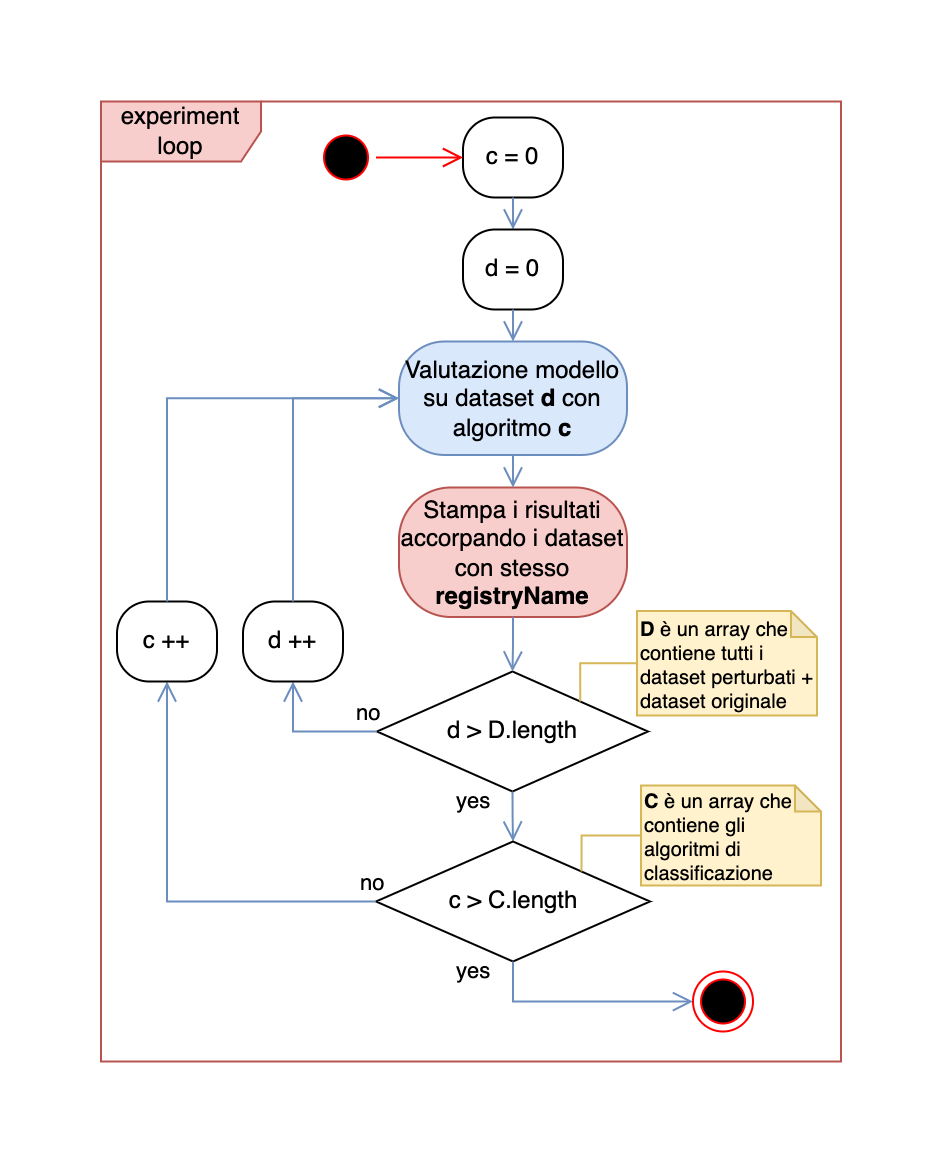 experiment
loop
c = 0
d = 0
Valutazione modello
su dataset d con
algoritmo c
Stampa i risultati
accorpando i dataset
con stesso
registryName
c ++
d ++
D è un array che
contiene tutti i
dataset perturbati +
dataset originale
no
d > D.length
yes
C è un array che
contiene gli
algoritmi di
classificazione
no
c > C.length
yes